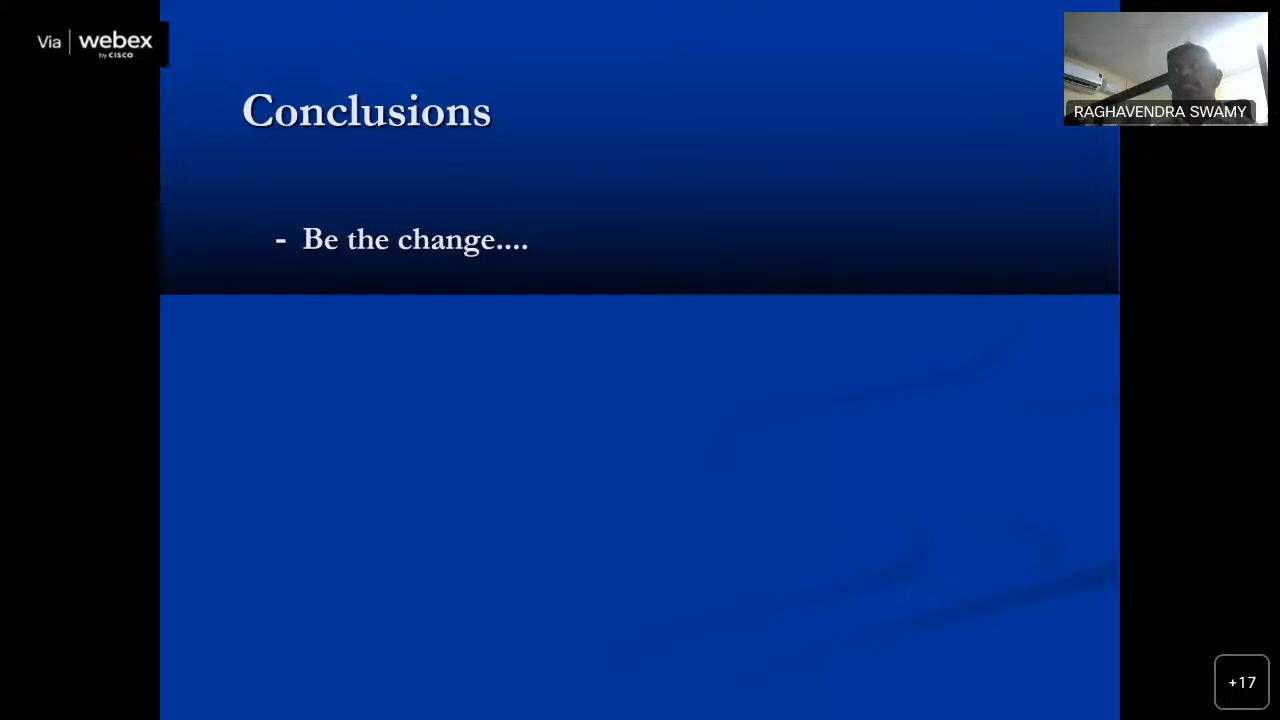 Via webex
by CISCO
RAGHAVENDRA SWAMY
Conclusions
- Be the change....
+17